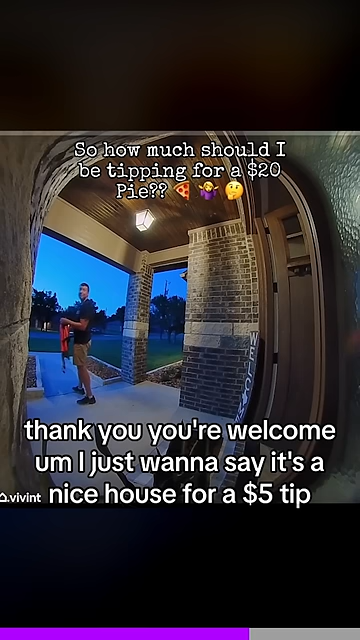 So how much should I
be tipping for a $20
Pie?? 🍕 🤷‍♀️ 🤔
WELCOME
thank you you're welcome
um I just wanna say it's a
nice house for a $5 tip
vivint